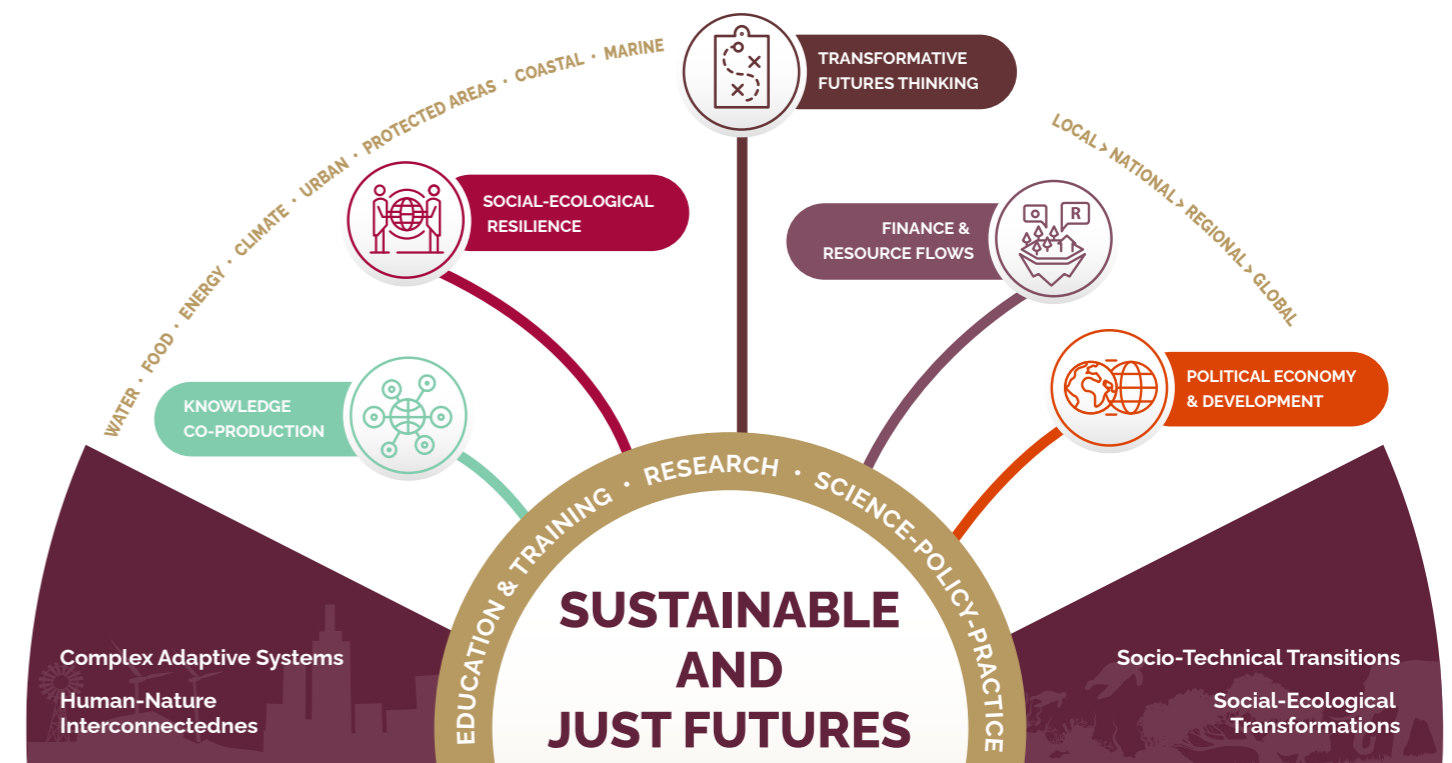 WATER · FOOD · ENERGY · CLIMATE · URBAN · PROTECTED AREAS · COASTAL · MARINE
TRANSFORMATIVE
FUTURES THINKING
LOCAL > NATIONAL > REGIONAL > GLOBAL
SOCIAL-ECOLOGICAL
RESILIENCE
FINANCE &
RESOURCE FLOWS
O R
KNOWLEDGE
CO-PRODUCTION
POLITICAL ECONOMY
& DEVELOPMENT
EDUCATION & TRAINING · RESEARCH · SCIENCE-POLICY-PRACTICE
SUSTAINABLE
AND
JUST FUTURES
Complex Adaptive Systems
Human-Nature
Interconnectednes
Socio-Technical Transitions
Social-Ecological
Transformations